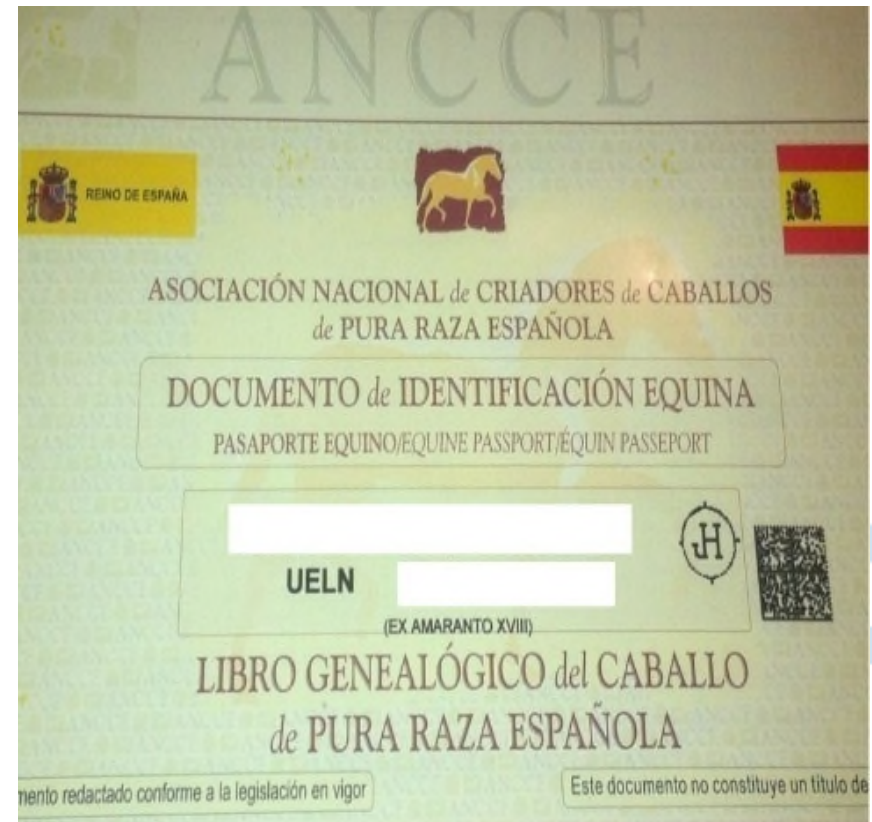 ANCCE
REINO DE ESPAÑA
ASOCIACIÓN NACIONAL de CRIADORES de CABALLOS
de PURA RAZA ESPAÑOLA
DOCUMENTO de IDENTIFICACIÓN EQUINA
PASAPORTE EQUINO/EQUINE PASSPORT/ÉQUIN PASSEPORT
JH
UELN
(EX AMARANTO XVIII)
LIBRO GENEALÓGICO del CABALLO
de PURA RAZA ESPAÑOLA
mento redactado conforme a la legislación en vigor
Este documento no constituye un título de